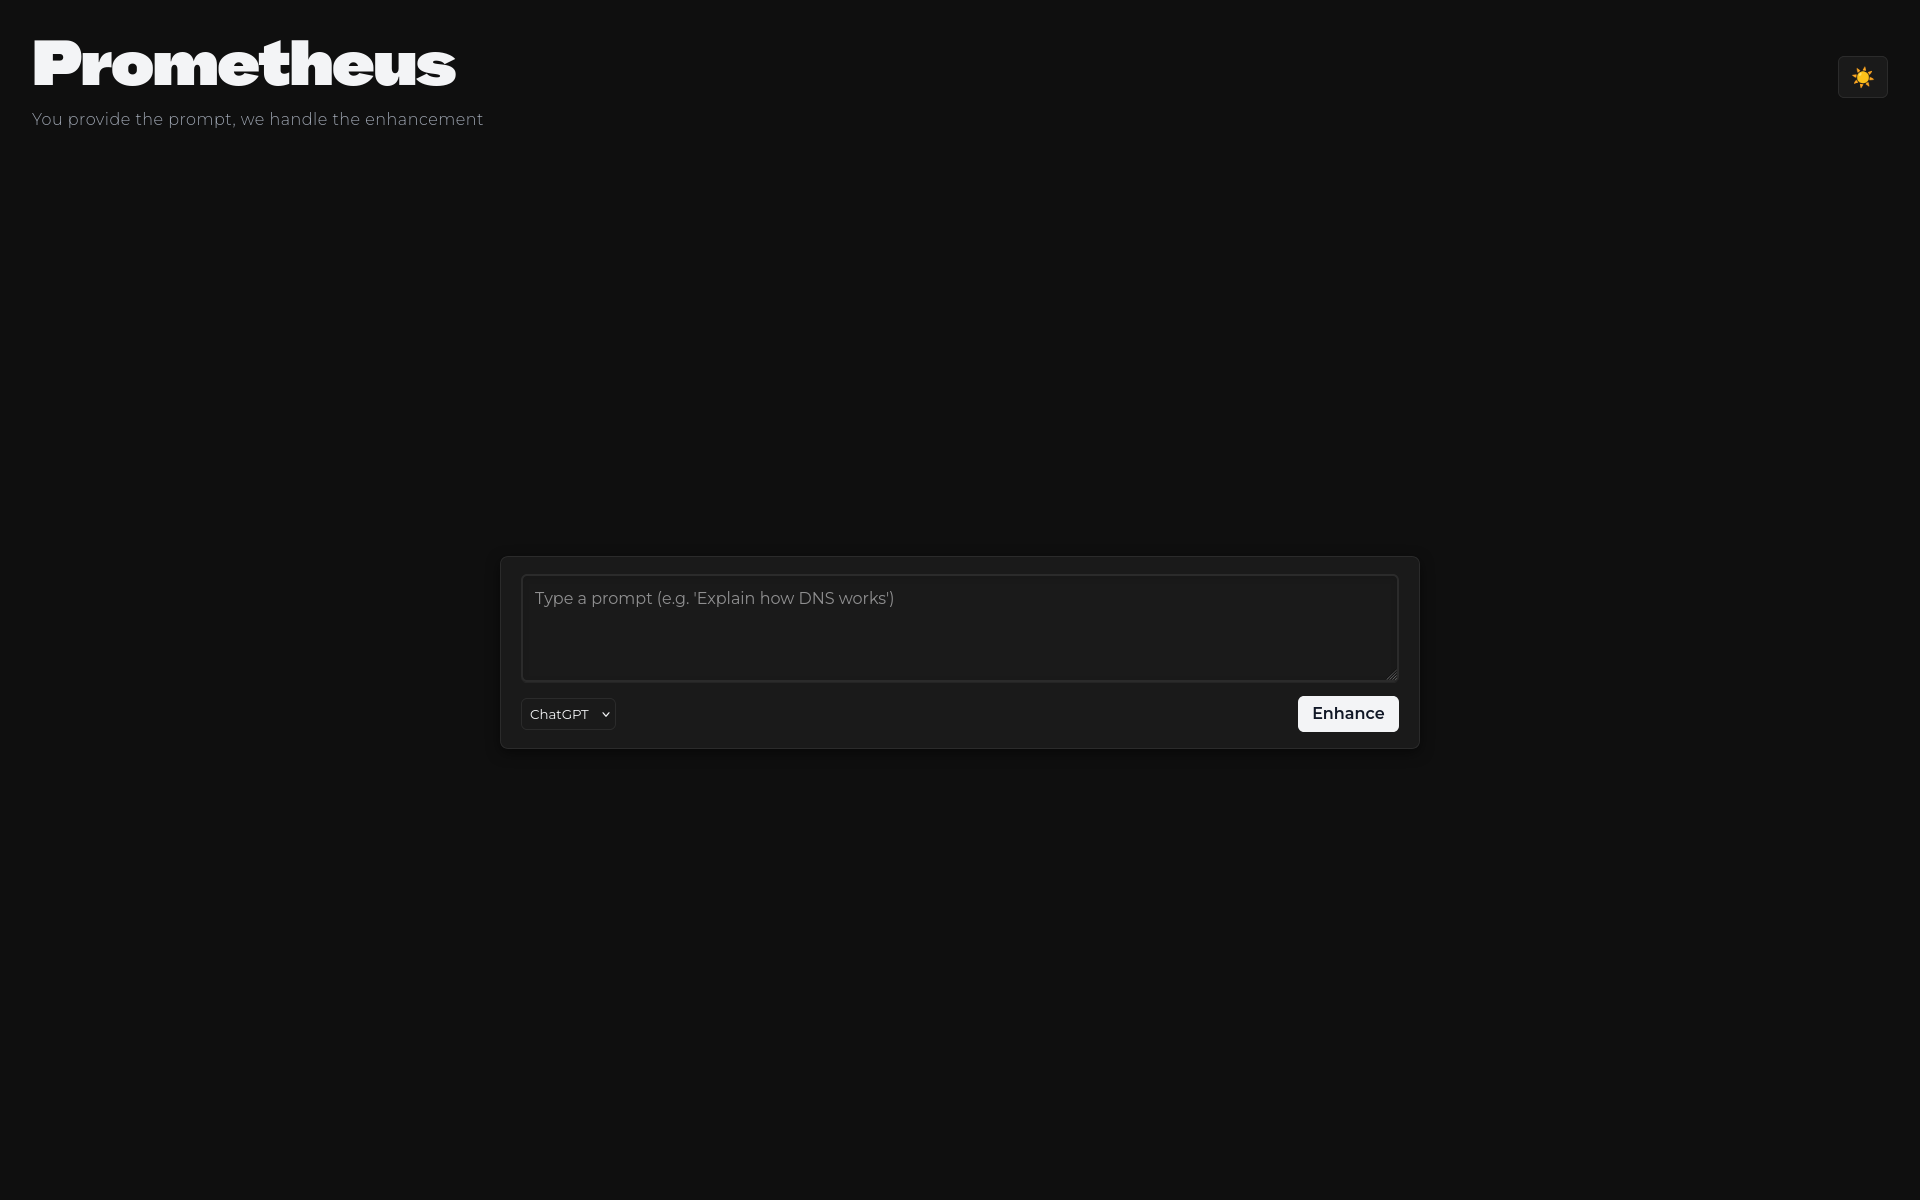 Prometheus
You provide the prompt, we handle the enhancement
Type a prompt (e.g. 'Explain how DNS works')
ChatGPT
Enhance